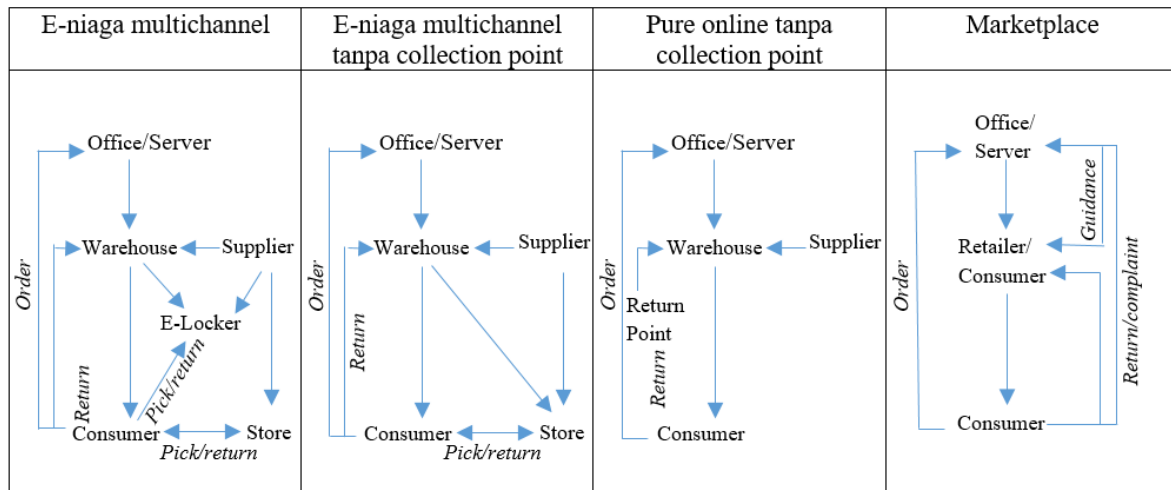 E-niaga multichannel
E-niaga multichannel
tanpa collection point
Pure online tanpa
collection point
Marketplace
Office/Server
Warehouse
Supplier
E-Locker
Order
Return
Pick/return
Consumer
Store
Pick/return
Office/Server
Warehouse
Supplier
Order
Return
Consumer
Store
Pick/return
Office/Server
Warehouse
Supplier
Order
Return
Point
Return
Consumer
Office/
Server
Guidance
Retailer/
Consumer
Order
Return/complaint
Consumer